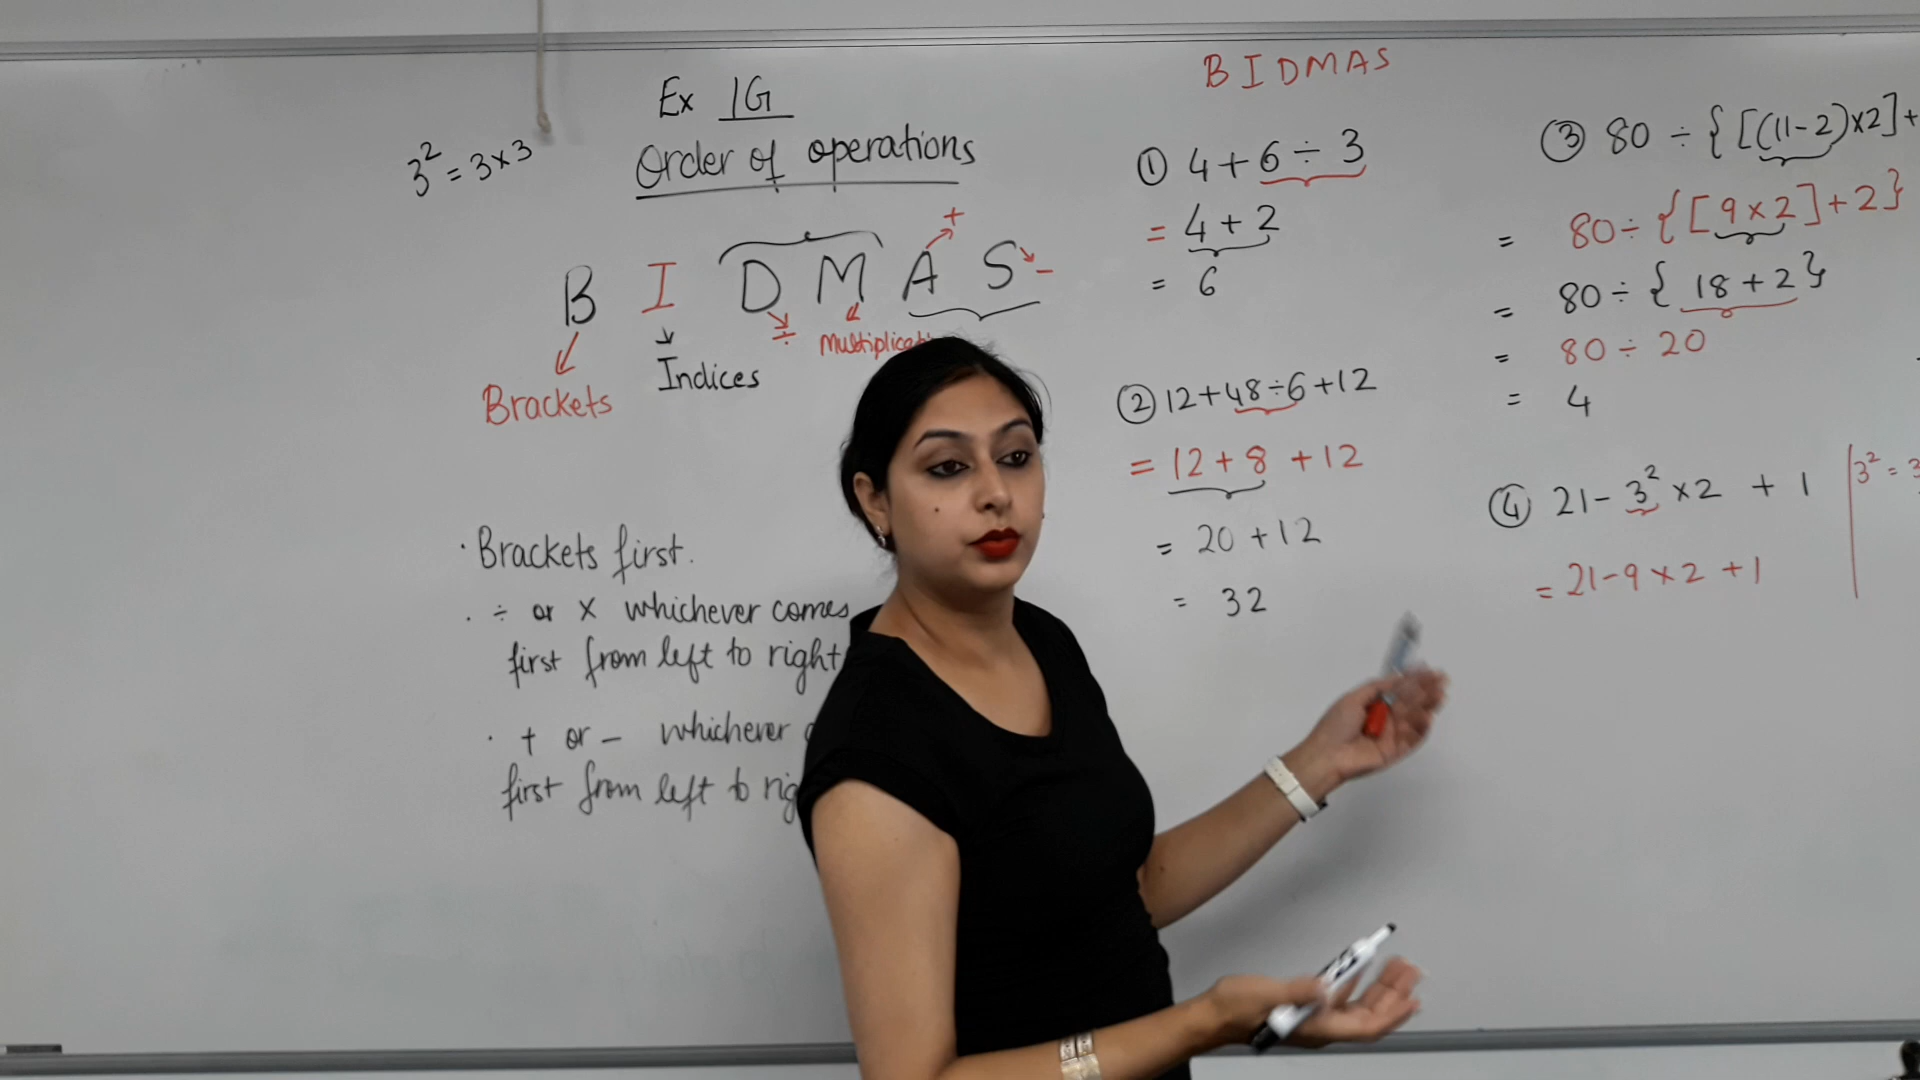 3² = 3×3
Ex 1G
Order of operations
B I D M A S
+
-
÷
Brackets
Indices
· Brackets first.
· ÷ or × whichever comes
first from left to right
· + or - whichever
first from left to
BIDMAS
① 4+6÷3
= 4+2
= 6
② 12+48÷6+12
= 12+8+12
= 20+12
= 32
③ 80÷{[(11-2)×2]+
= 80÷{[9×2]+2}
= 80÷{18+2}
= 80÷20
= 4
④ 21-3²×2 + 1
= 21-9×2+1
3² =